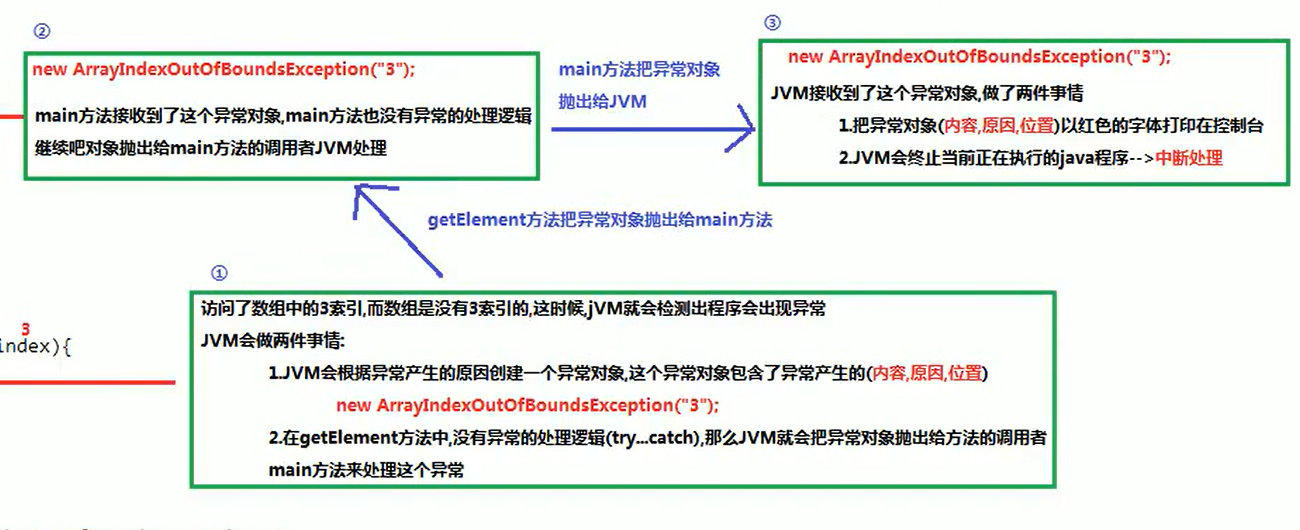 ②
new ArrayIndexOutOfBoundsException("3");
main方法接收到了这个异常对象,main方法也没有异常的处理逻辑
继续吧对象抛出给main方法的调用者JVM处理
main方法把异常对象
抛出给JVM
③
new ArrayIndexOutOfBoundsException("3");
JVM接收到了这个异常对象,做了两件事情
1.把异常对象(内容,原因,位置)以红色的字体打印在控制台
2.JVM会终止当前正在执行的java程序-->中断处理
getElement方法把异常对象抛出给main方法
①
访问了数组中的3索引,而数组是没有3索引的,这时候,jVM就会检测出程序会出现异常
JVM会做两件事情:
1.JVM会根据异常产生的原因创建一个异常对象,这个异常对象包含了异常产生的(内容,原因,位置)
new ArrayIndexOutOfBoundsException("3");
2.在getElement方法中,没有异常的处理逻辑(try...catch),那么JVM就会把异常对象抛出给方法的调用者
main方法来处理这个异常
3
index){